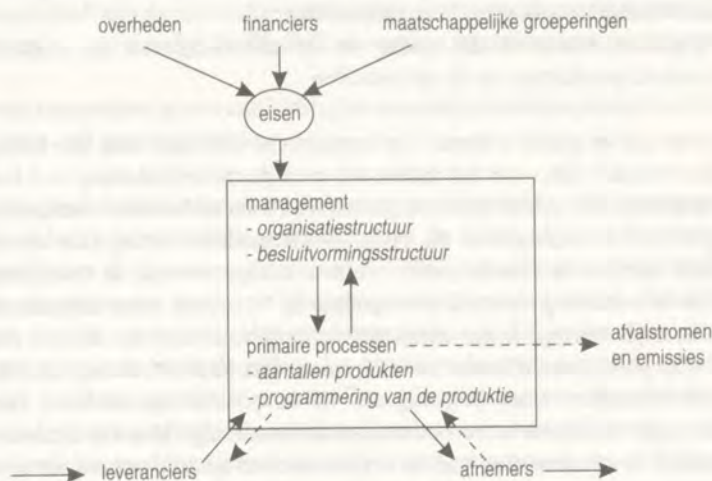 overheden financiers maatschappelijke groeperingen
eisen
management
- organisatiestructuur
- besluitvormingsstructuur
primaire processen
- aantallen produkten
- programmering van de produktie
afvalstromen
en emissies
leveranciers afnemers